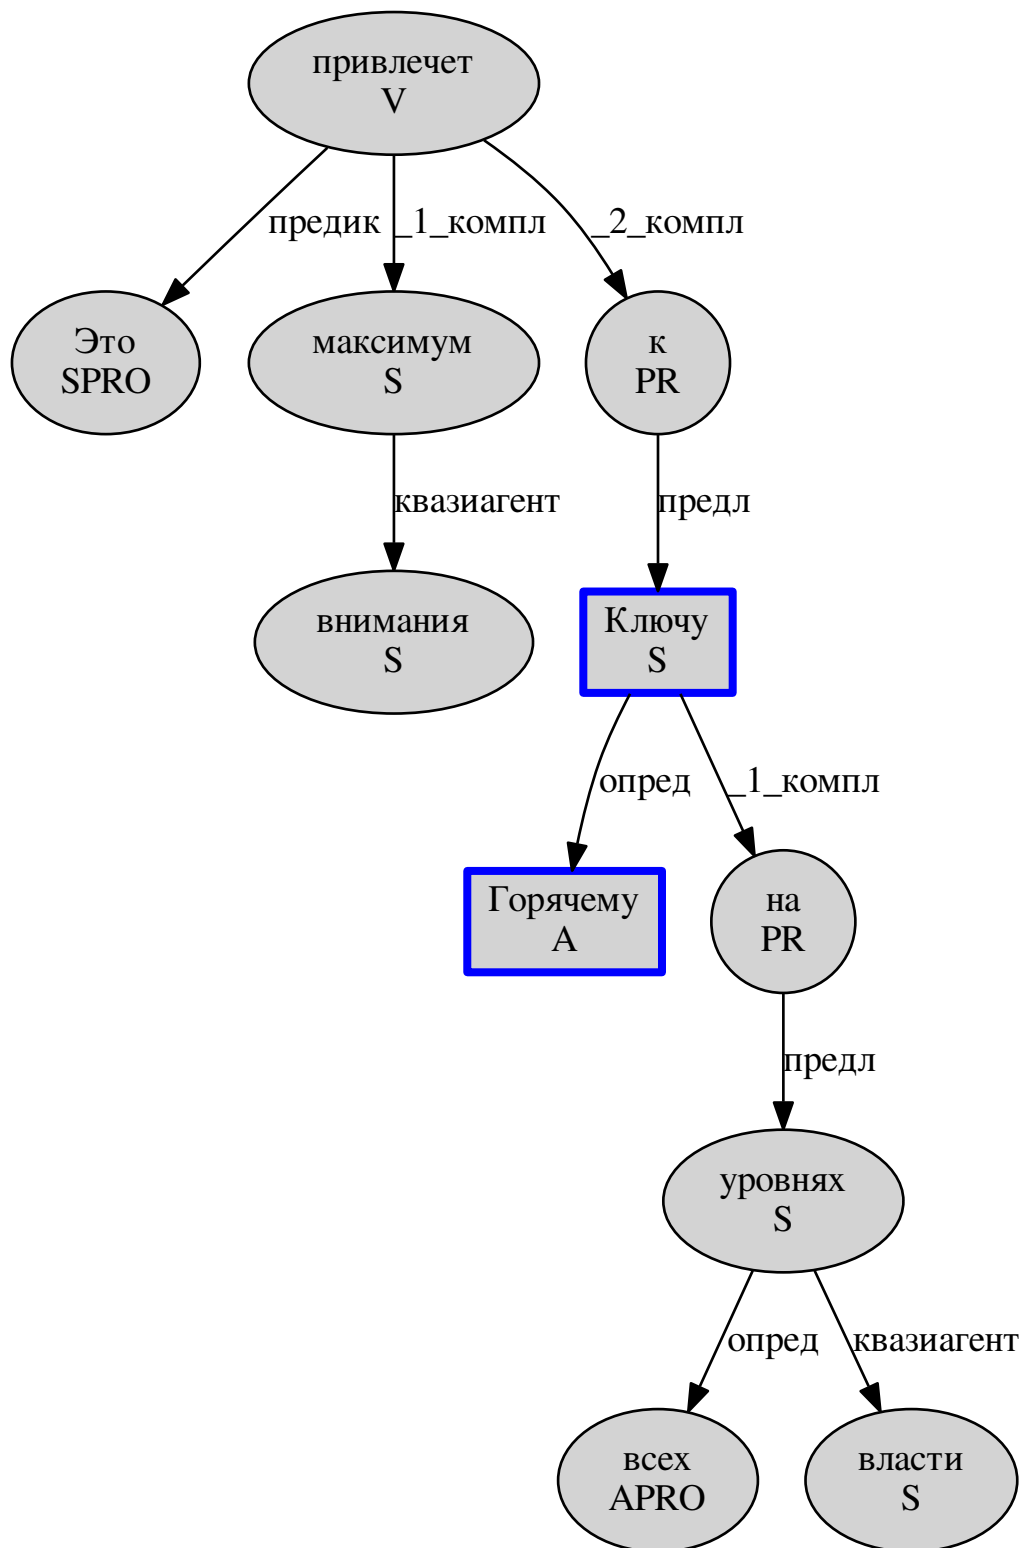 привлечет
V
предик
_1_компл
_2_компл
Это
SPRO
максимум
S
к
PR
квазиагент
предл
внимания
S
Ключу
S
опред
_1_компл
Горячему
A
на
PR
предл
уровнях
S
опред
квазиагент
всех
APRO
власти
S